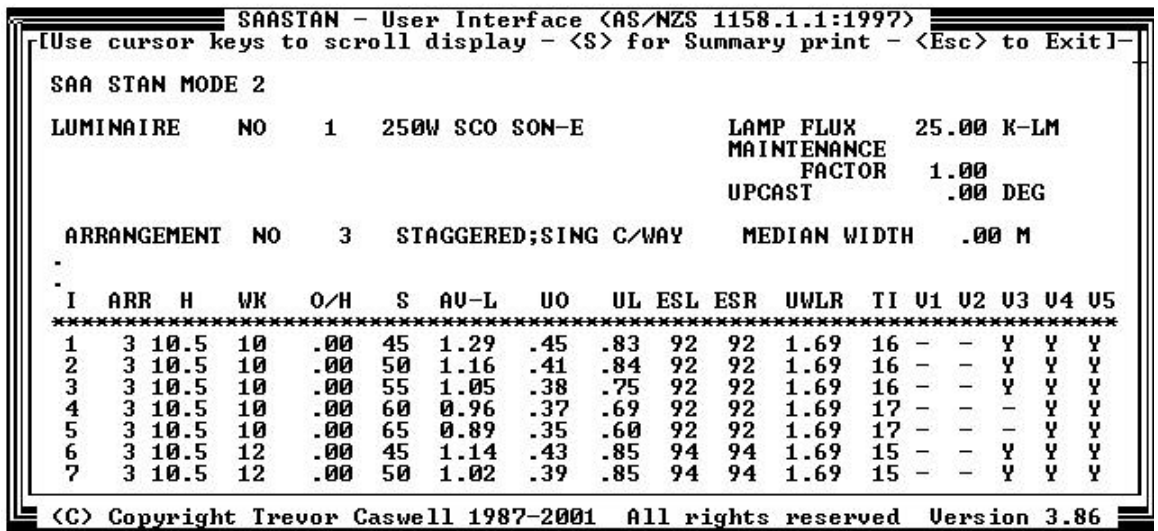 SAASTAN - User Interface (AS/NZS 1158.1.1:1997)
[Use cursor keys to scroll display - <S> for Summary print - <Esc> to Exit]
SAA STAN MODE 2
LUMINAIRE NO 1 250W SCO SON-E LAMP FLUX 25.00 K-LM
MAINTENANCE
FACTOR 1.00
UPCAST .00 DEG
ARRANGEMENT NO 3 STAGGERED;SING C/WAY MEDIAN WIDTH .00 M
.
.
I ARR H WK O/H S AV-L UO UL ESL ESR UWLR TI V1 V2 V3 V4 V5
*****************************************************************************
1 3 10.5 10 .00 45 1.29 .45 .83 92 92 1.69 16 - - Y Y Y
2 3 10.5 10 .00 50 1.16 .41 .84 92 92 1.69 16 - - Y Y Y
3 3 10.5 10 .00 55 1.05 .38 .75 92 92 1.69 16 - - Y Y Y
4 3 10.5 10 .00 60 0.96 .37 .69 92 92 1.69 17 - - - Y Y
5 3 10.5 10 .00 65 0.89 .35 .60 92 92 1.69 17 - - - Y Y
6 3 10.5 12 .00 45 1.14 .43 .85 94 94 1.69 15 - - Y Y Y
7 3 10.5 12 .00 50 1.02 .39 .85 94 94 1.69 15 - - Y Y Y
(C) Copyright Trevor Caswell 1987-2001 All rights reserved Version 3.86